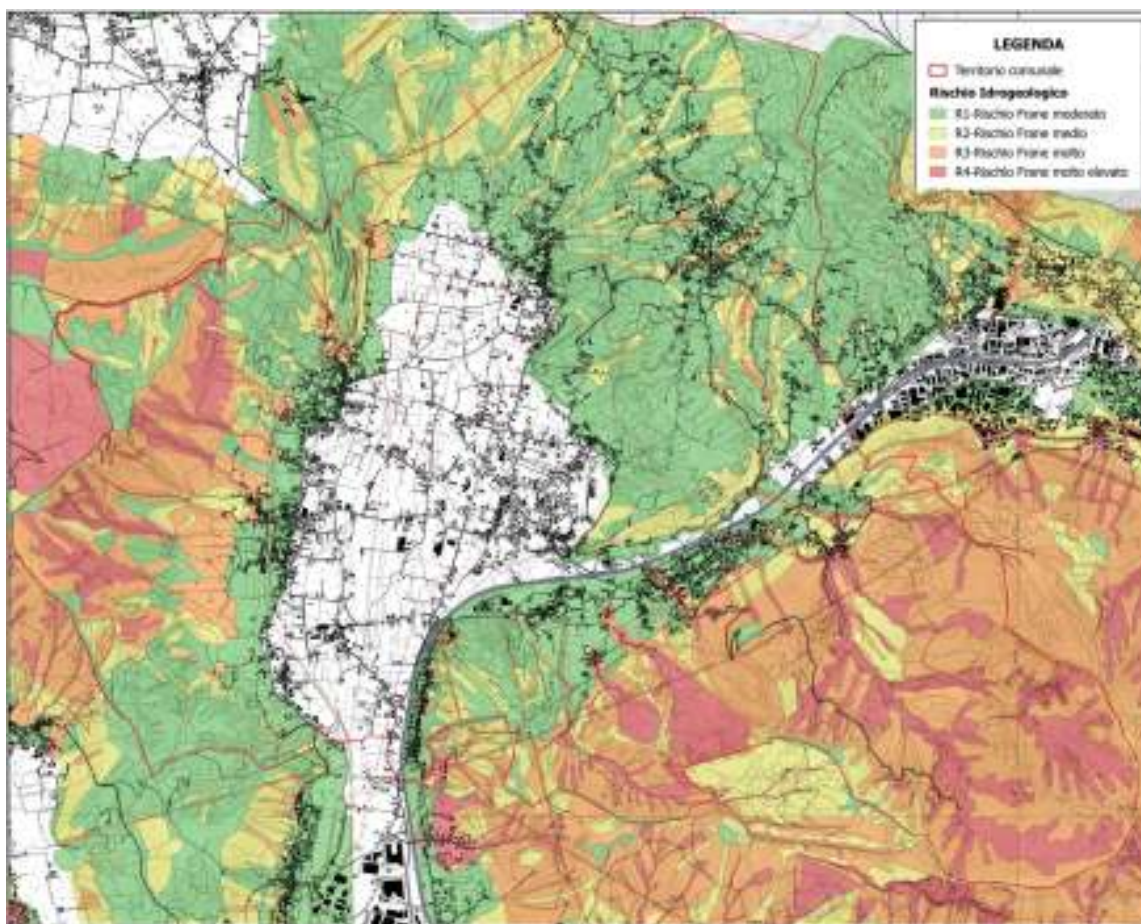 LEGENDA
Territorio comunale
Rischio Idrogeologico
R1-Rischio Frane moderato
R2-Rischio Frane medio
R3-Rischio Frane molto
R4-Rischio Frane molto elevato